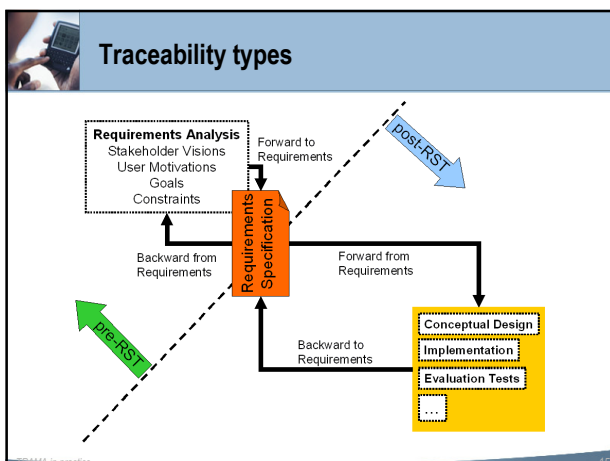 Traceability types
Requirements Analysis
Stakeholder Visions
User Motivations
Goals
Constraints
Forward to
Requirements
post-RST
Requirements
Specification
Backward from
Requirements
Forward from
Requirements
pre-RST
Backward to
Requirements
Conceptual Design
Implementation
Evaluation Tests
...